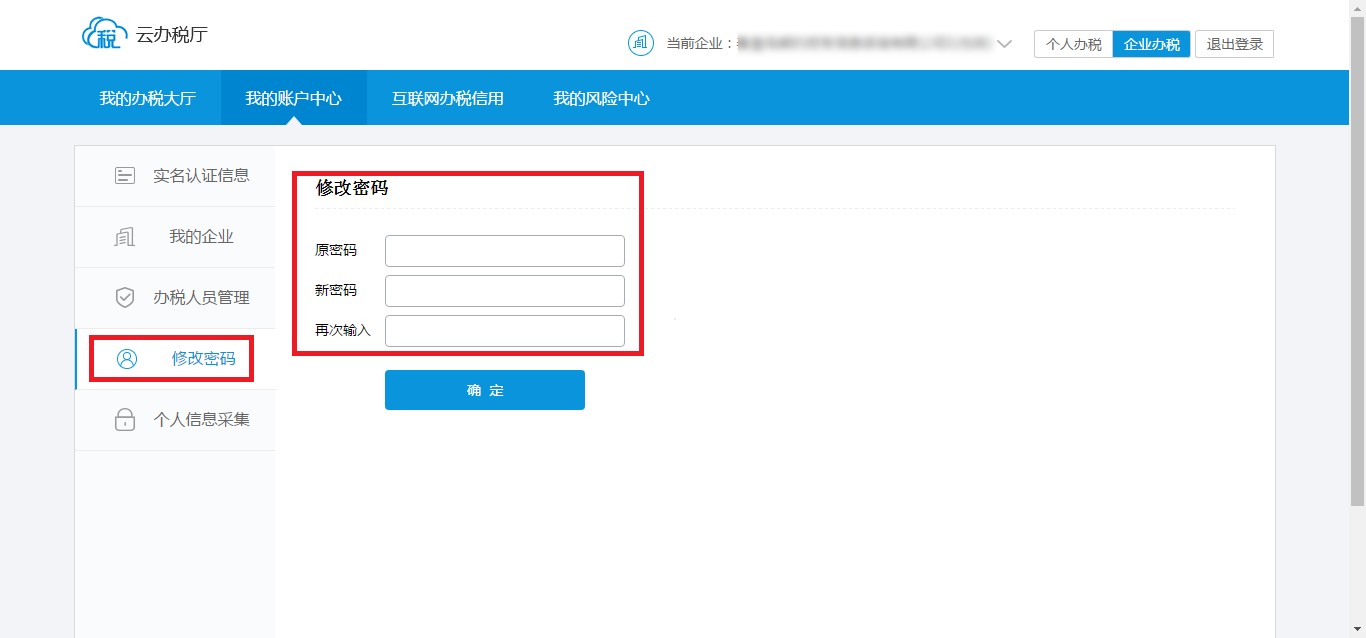 税 云办税厅
当前企业：
个人办税 企业办税 退出登录
我的办税大厅 我的账户中心 互联网办税信用 我的风险中心
实名认证信息
我的企业
办税人员管理
修改密码
个人信息采集
修改密码
原密码
新密码
再次输入
确 定